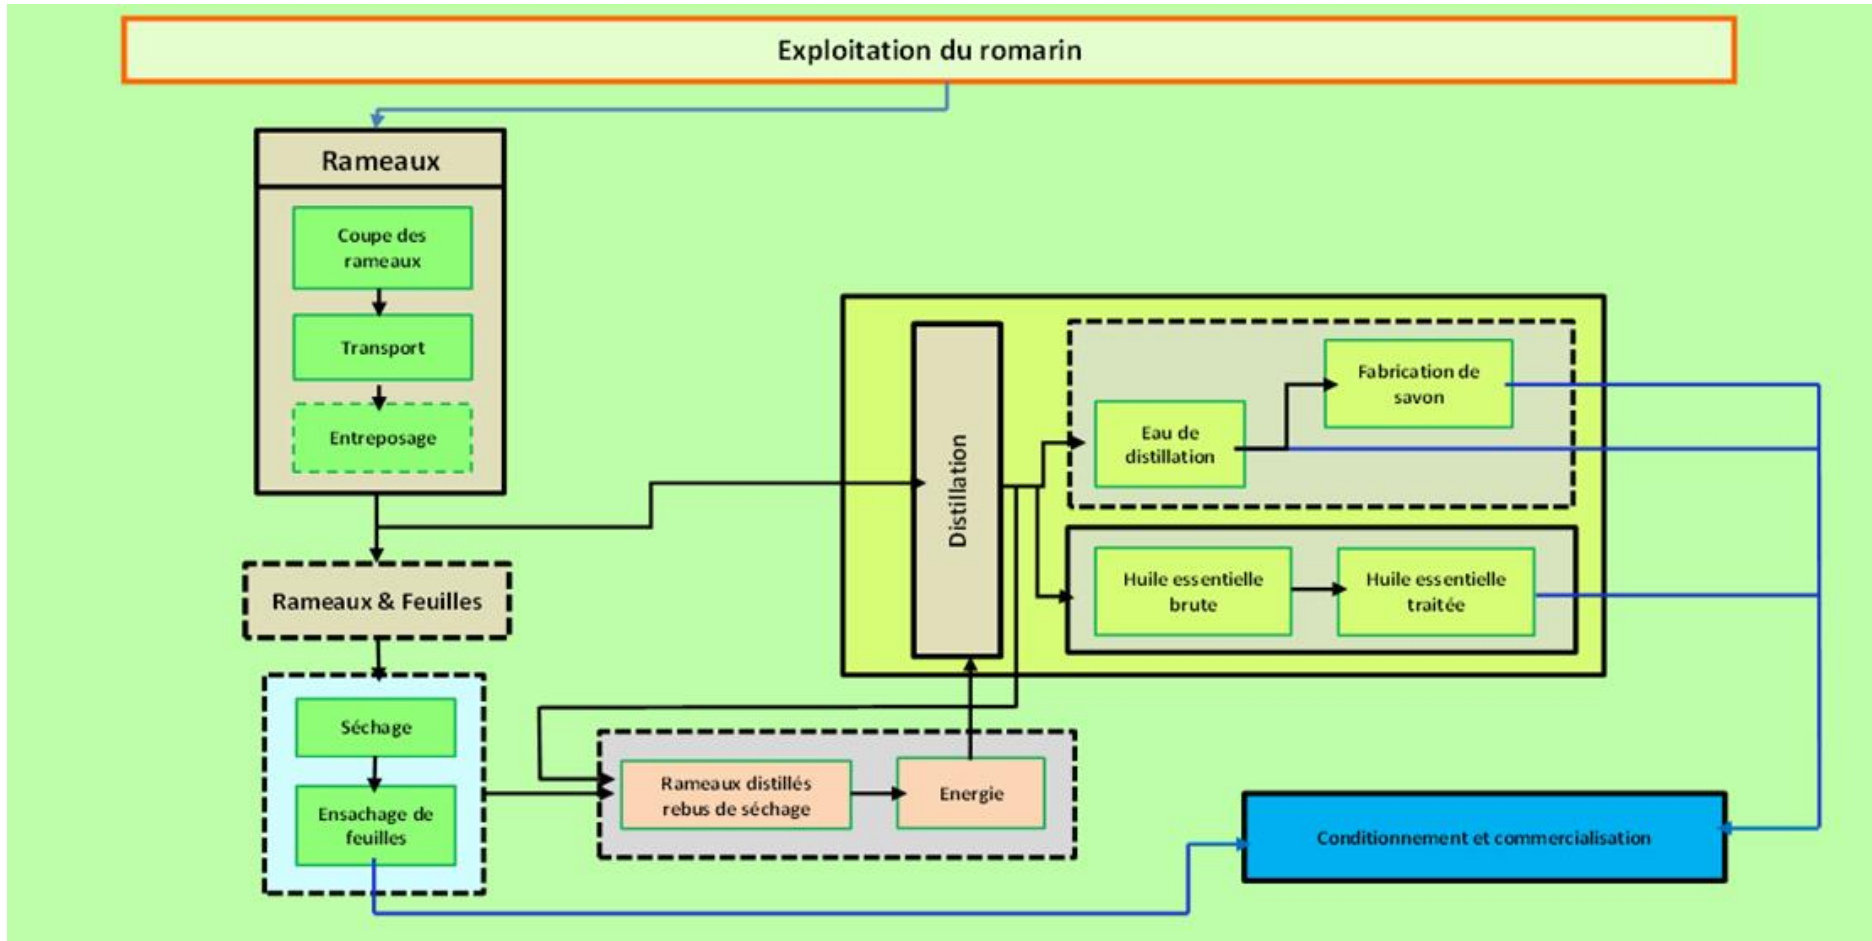 Exploitation du romarin
Rameaux
Coupe des
rameaux
Transport
Entreposage
Rameaux & Feuilles
Séchage
Ensachage de
feuilles
Distillation
Eau de
distillation
Fabrication de
savon
Huile essentielle
brute
Huile essentielle
traitée
Rameaux distillés
rebus de séchage
Energie
Conditionnement et commercialisation